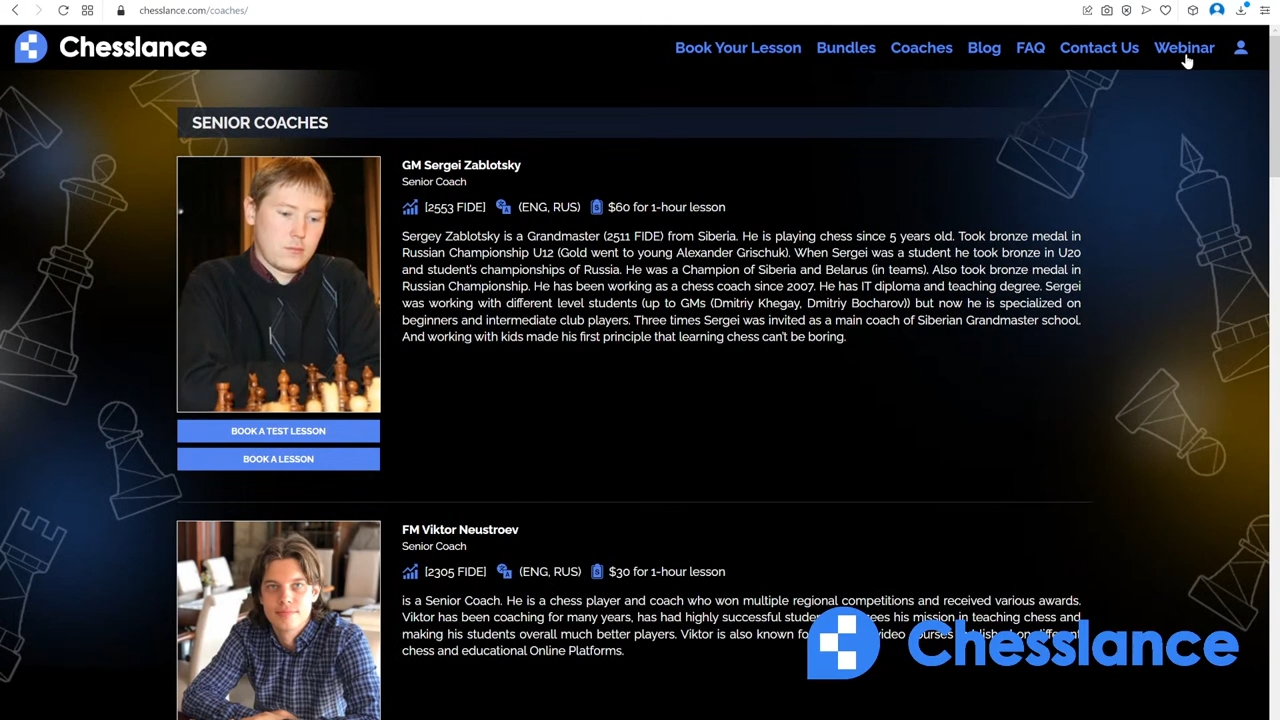 chesslance.com/coaches/
Chesslance
Book Your Lesson Bundles Coaches Blog FAQ Contact Us Webinar
SENIOR COACHES
GM Sergei Zablotsky
Senior Coach
[2553 FIDE] (ENG, RUS) $60 for 1-hour lesson
Sergey Zablotsky is a Grandmaster (2511 FIDE) from Siberia. He is playing chess since 5 years old. Took bronze medal in
Russian Championship U12 (Gold went to young Alexander Grischuk). When Sergei was a student he took bronze in U20
and student's championships of Russia. He was a Champion of Siberia and Belarus (in teams). Also took bronze medal in
Russian Championship. He has been working as a chess coach since 2007. He has IT diploma and teaching degree. Sergei
was working with different level students (up to GMs (Dmitriy Khegay, Dmitriy Bocharov)) but now he is specialized on
beginners and intermediate club players. Three times Sergei was invited as a main coach of Siberian Grandmaster school.
And working with kids made his first principle that learning chess can't be boring.
BOOK A TEST LESSON
BOOK A LESSON
FM Viktor Neustroev
Senior Coach
[2305 FIDE] (ENG, RUS) $30 for 1-hour lesson
is a Senior Coach. He is a chess player and coach who won multiple regional competitions and received various awards.
Viktor has been coaching for many years, has had highly successful his mission in teaching chess and
making his students overall much better players. Viktor is also known
chess and educational Online Platforms.
Chesslance